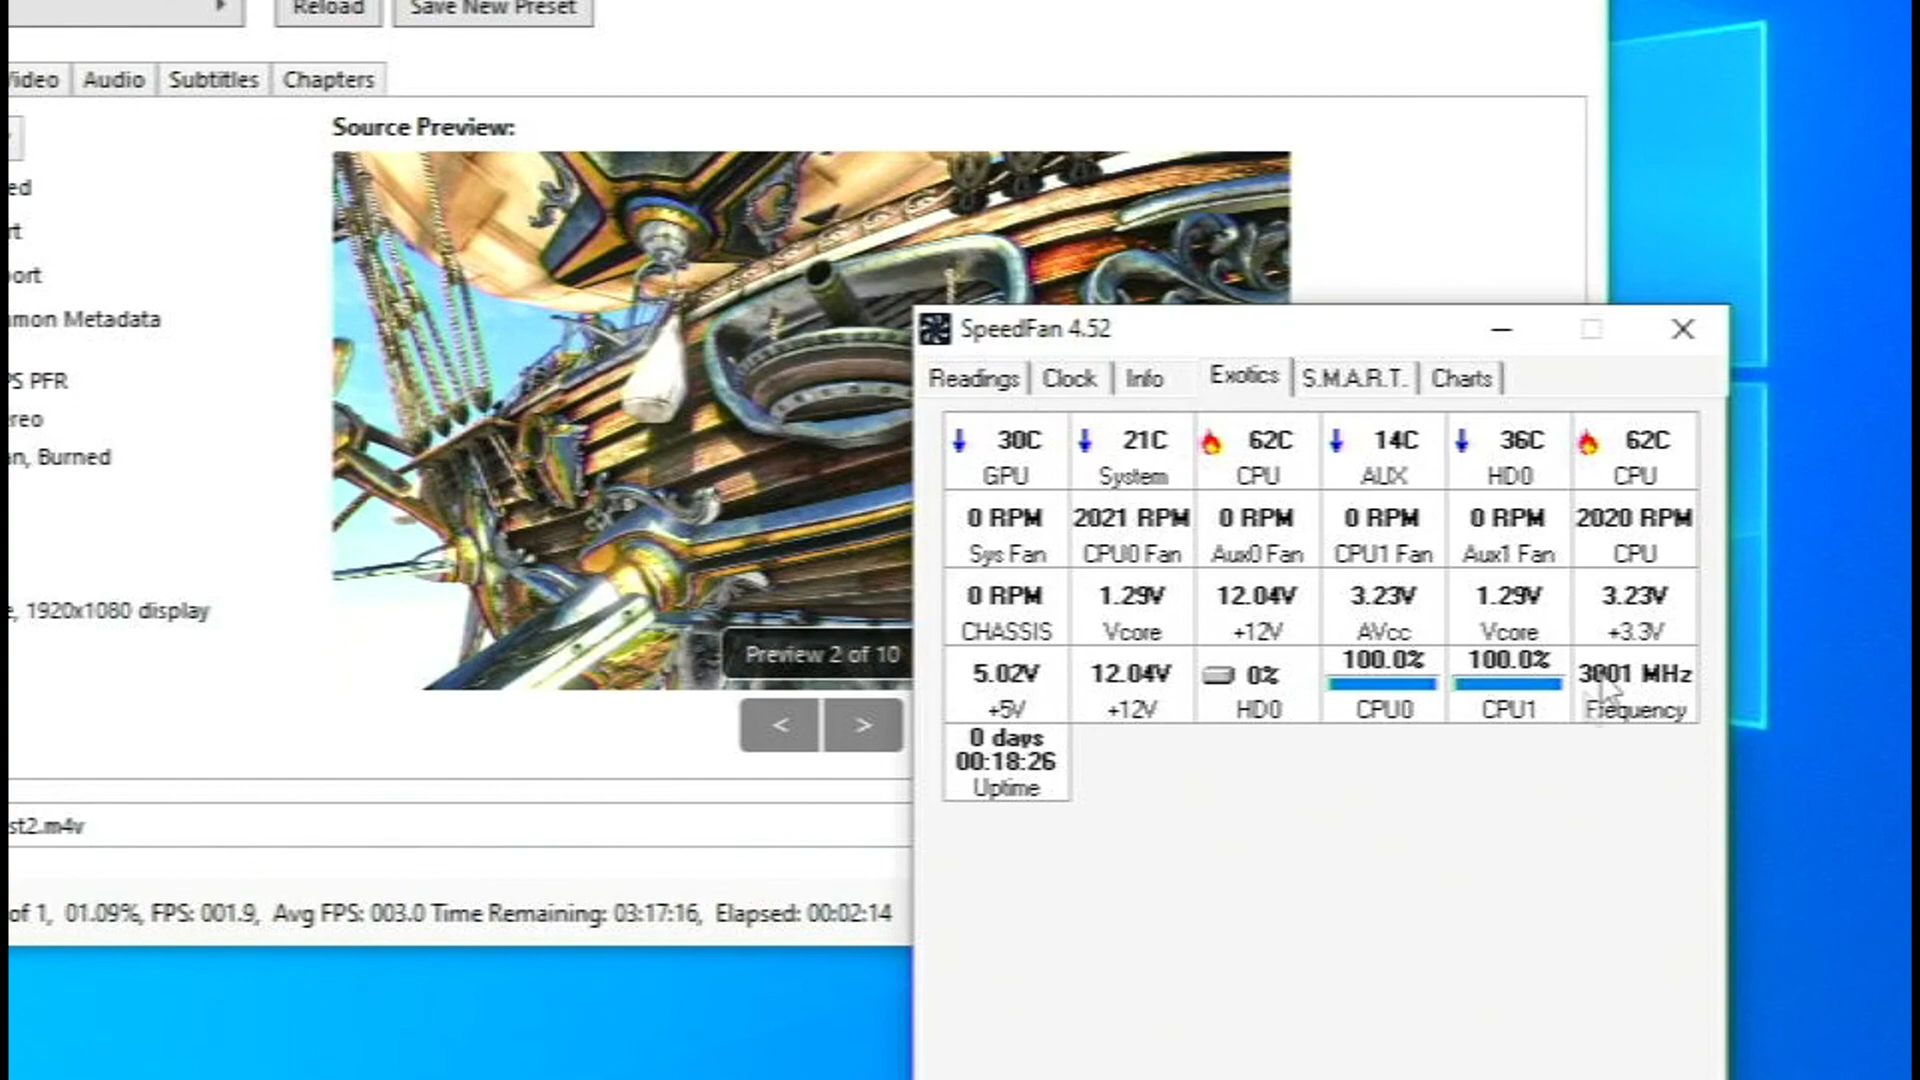 Reload
Save New Preset
Video
Audio
Subtitles
Chapters
Source Preview:
ed
rt
port
mmon Metadata
PS PFR
ereo
an, Burned
e, 1920x1080 display
Preview 2 of 10
<
>
st2.m4v
of 1, 01.09%, FPS: 001.9, Avg FPS: 003.0 Time Remaining: 03:17:16, Elapsed: 00:02:14
SpeedFan 4.52
Readings
Clock
Info
Exotics
S.M.A.R.T.
Charts
30C
GPU
21C
System
62C
CPU
14C
AUX
36C
HD0
62C
CPU
0 RPM
Sys Fan
2021 RPM
CPU0 Fan
0 RPM
Aux0 Fan
0 RPM
CPU1 Fan
0 RPM
Aux1 Fan
2020 RPM
CPU
0 RPM
CHASSIS
1.29V
Vcore
12.04V
+12V
3.23V
AVcc
1.29V
Vcore
3.23V
+3.3V
5.02V
+5V
12.04V
+12V
0%
HD0
100.0%
CPU0
100.0%
CPU1
3001 MHz
Frequency
0 days
00:18:26
Uptime